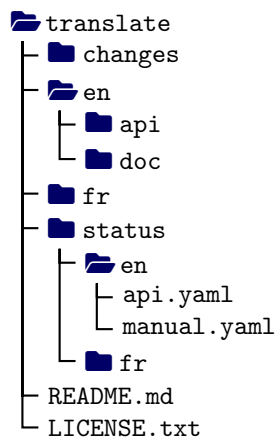 translate
changes
en
api
doc
fr
status
en
api.yaml
manual.yaml
fr
README.md
LICENSE.txt